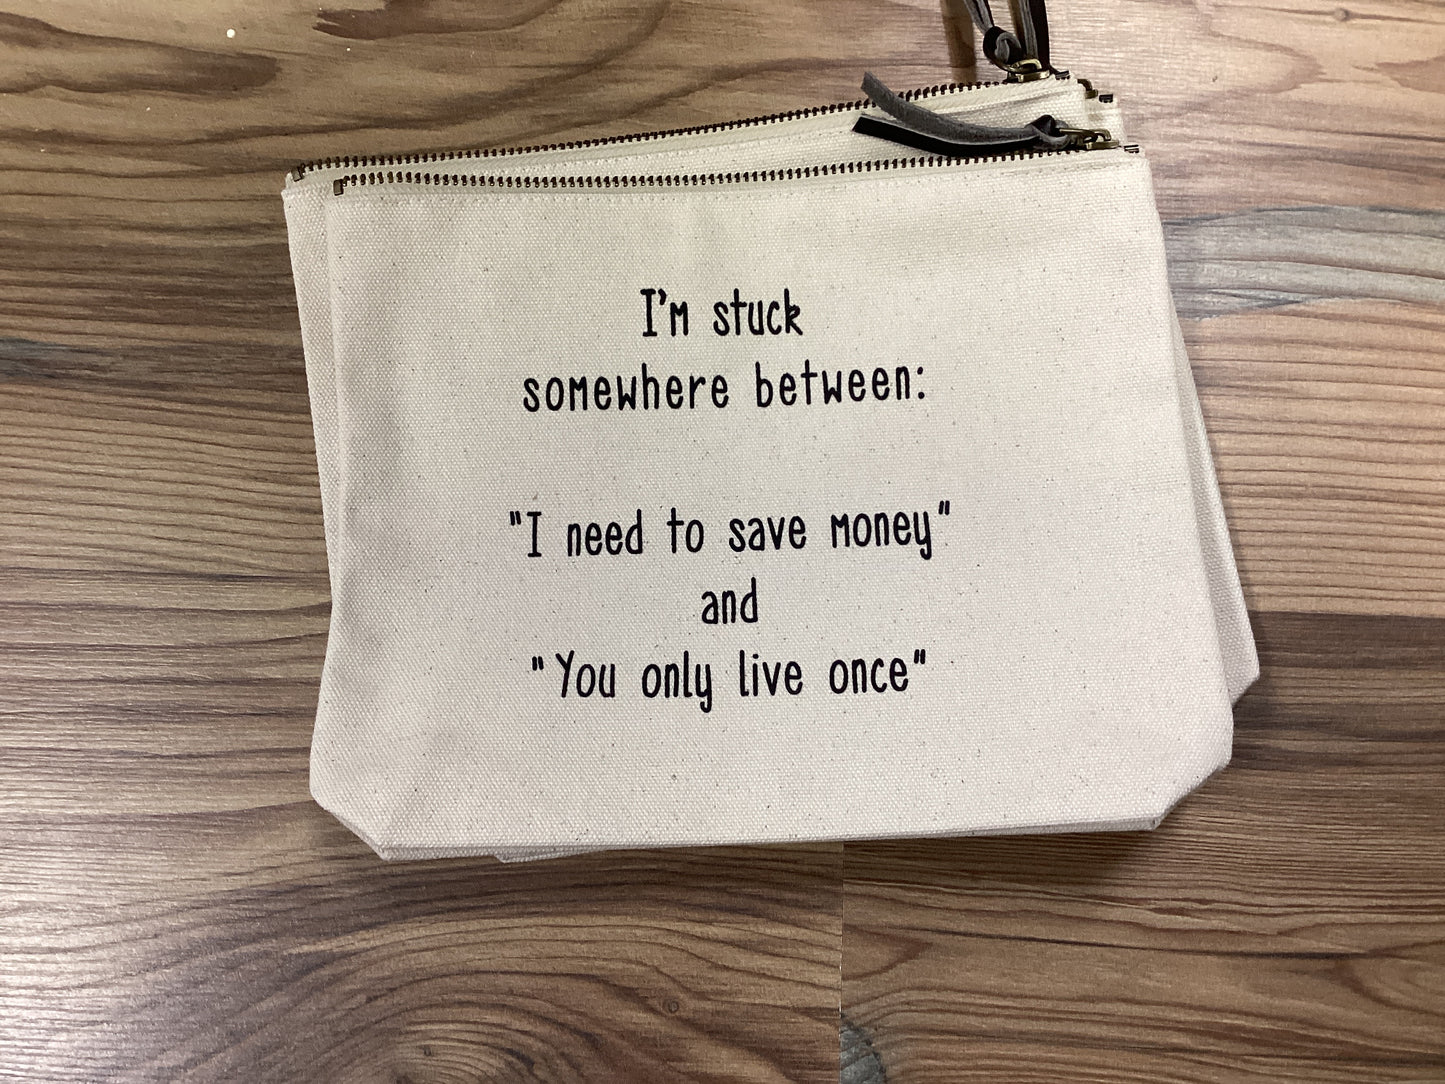 I'm stuck
somewhere between:
"I need to save money"
and
"You only live once"